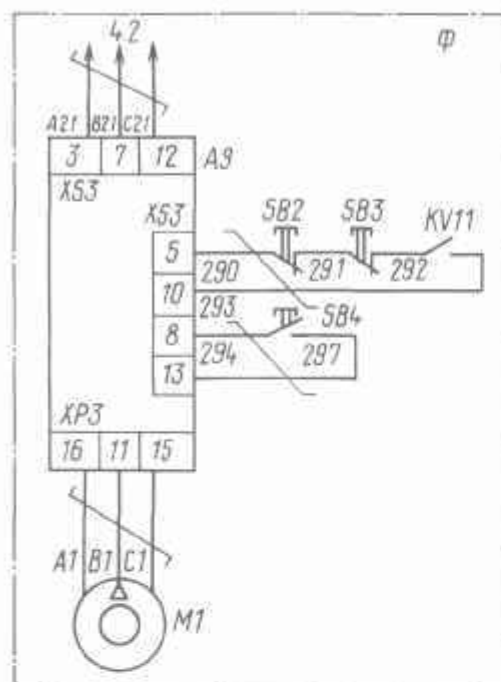 42 Ф
A21 B21 C21
3 7 12 A9
XS3
XS3 SB2 SB3 KV11
5
290 291 292
10
293 SB4
8
294 297
13
XP3
16 11 15
A1 B1 C1
M1